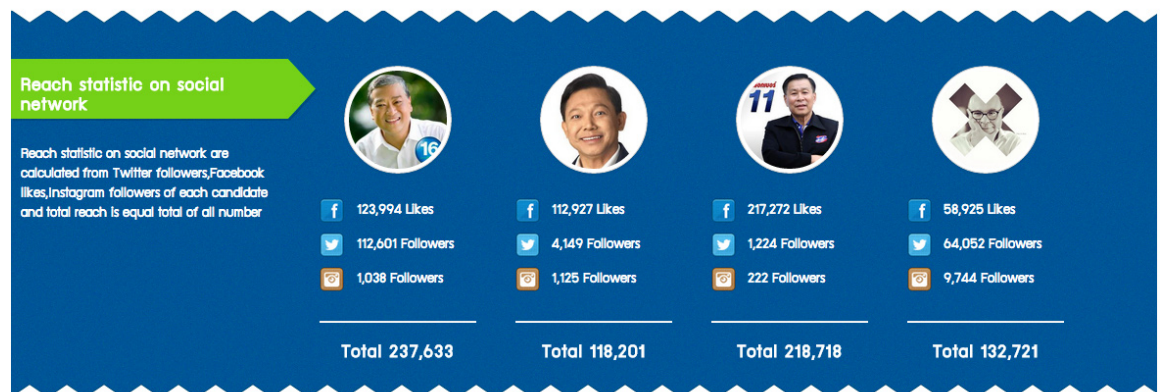 Reach statistic on social
network
Reach statistic on social network are
calculated from Twitter followers,Facebook
likes,Instagram followers of each candidate
and total reach is equal total of all number
16
123,994 Likes
112,601 Followers
1,038 Followers
Total 237,633
112,927 Likes
4,149 Followers
1,125 Followers
Total 118,201
11
217,272 Likes
1,224 Followers
222 Followers
Total 218,718
58,925 Likes
64,052 Followers
9,744 Followers
Total 132,721